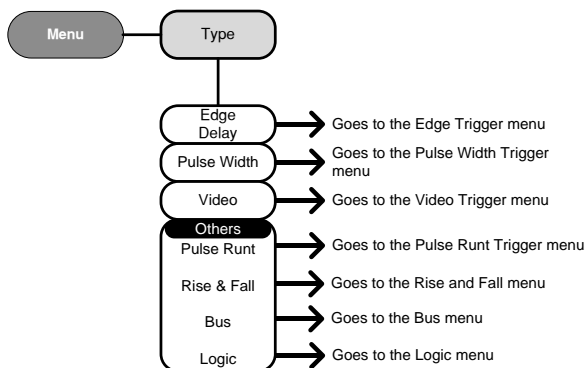 Menu
Type
Edge
Delay
Goes to the Edge Trigger menu
Pulse Width
Goes to the Pulse Width Trigger
menu
Video
Goes to the Video Trigger menu
Others
Pulse Runt
Goes to the Pulse Runt Trigger menu
Rise & Fall
Goes to the Rise and Fall menu
Bus
Goes to the Bus menu
Logic
Goes to the Logic menu